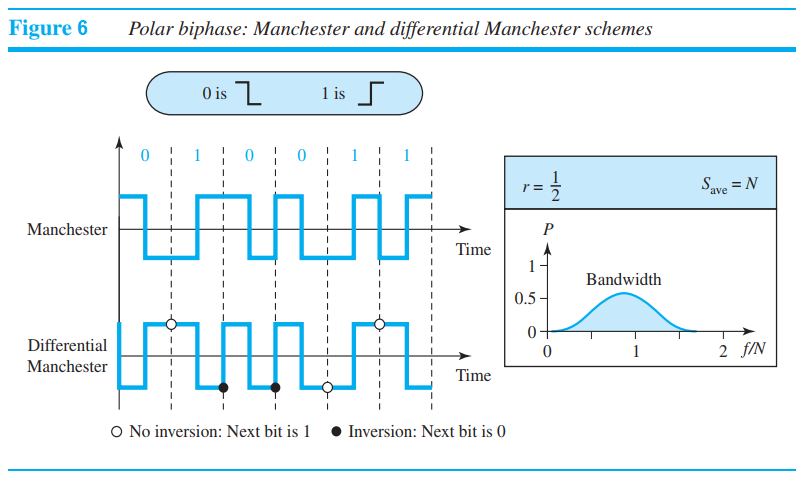 Figure 6 Polar biphase: Manchester and differential Manchester schemes
0 is 1 is
0 1 0 0 1 1
Manchester
Time
Differential
Manchester
Time
No inversion: Next bit is 1 Inversion: Next bit is 0
r = 1/2 Save = N
P
1
Bandwidth
0.5
0
0 1 2 f/N